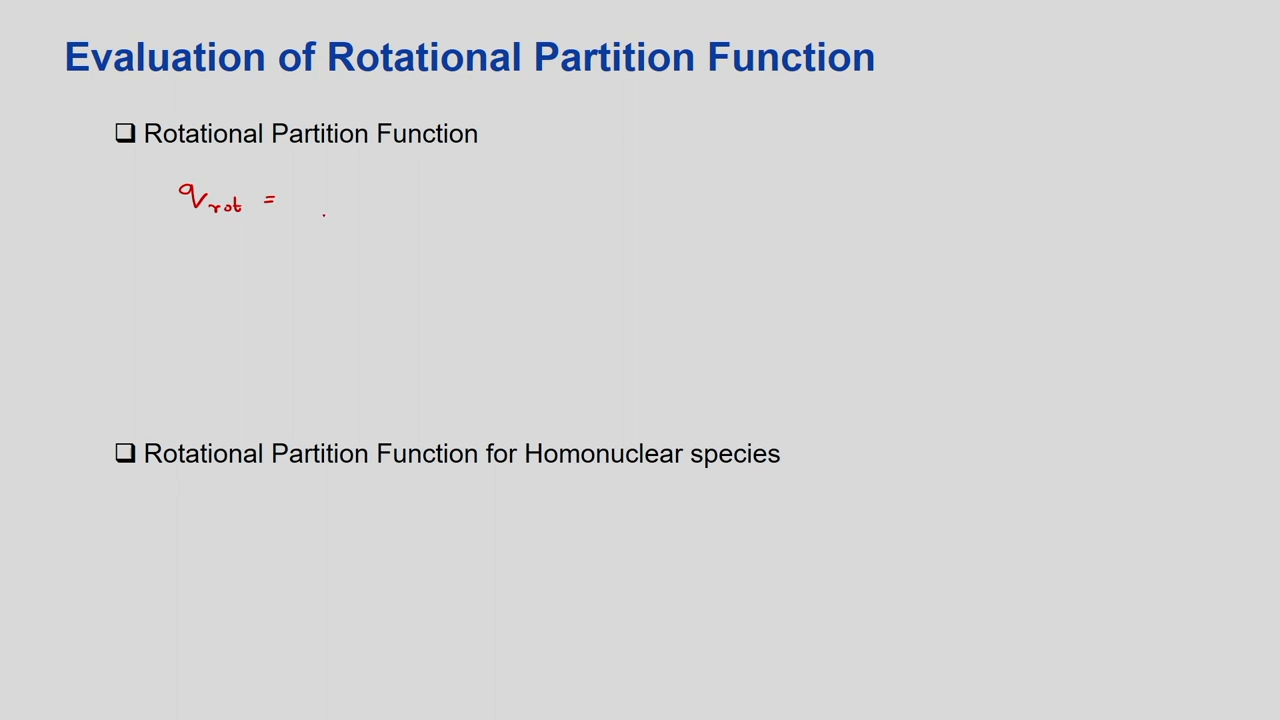 Evaluation of Rotational Partition Function
❑ Rotational Partition Function
q_rot =
❑ Rotational Partition Function for Homonuclear species